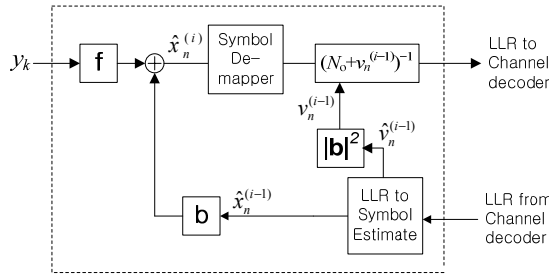 y_k
f
x̂_n^(i)
Symbol
De-
mapper
(N_o+v_n^(i-1))^-1
LLR to
Channel
decoder
v_n^(i-1)
|b|^2
v̂_n^(i-1)
b
x̂_n^(i-1)
LLR to
Symbol
Estimate
LLR from
Channel
decoder